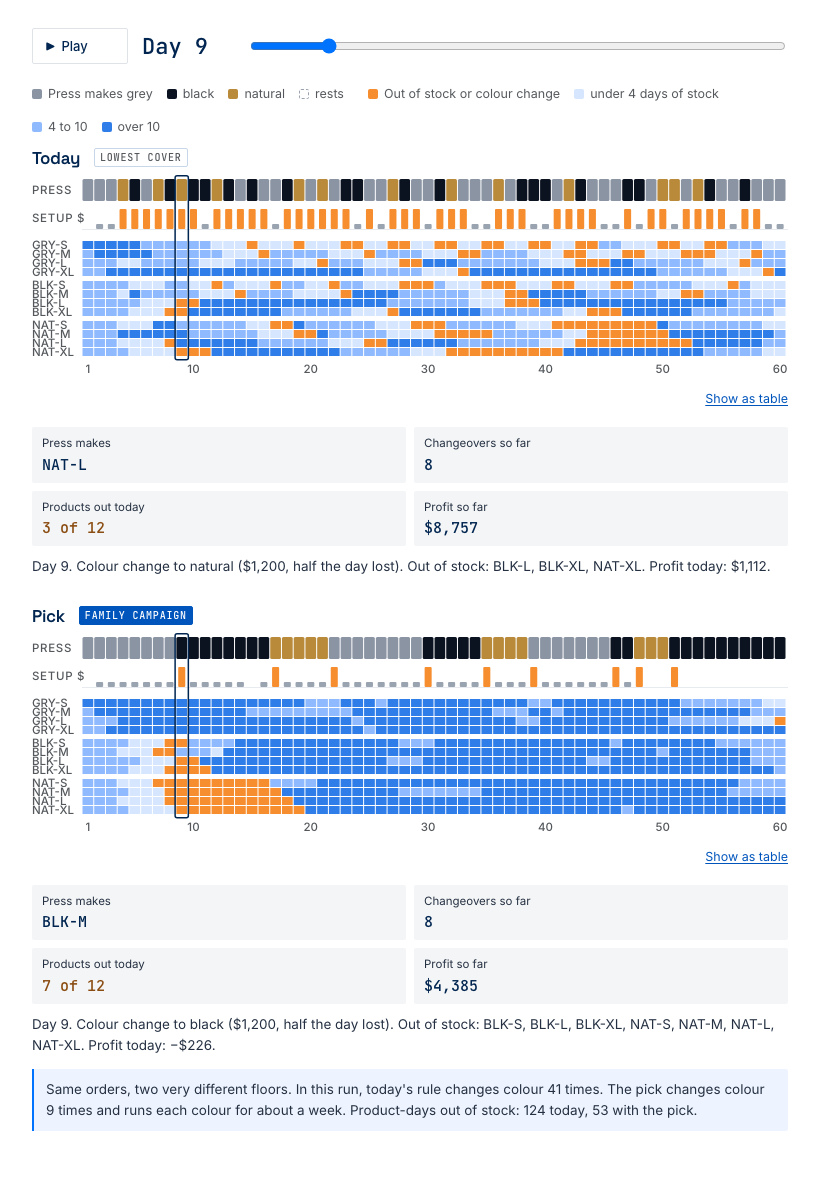 Play
Day 9
Press makes grey black natural rests Out of stock or colour change under 4 days of stock
4 to 10 over 10
Today LOWEST COVER
PRESS
SETUP $
GRY-S
GRY-M
GRY-L
GRY-XL
BLK-S
BLK-M
BLK-L
BLK-XL
NAT-S
NAT-M
NAT-L
NAT-XL
1 10 20 30 40 50 60
Show as table
Press makes
NAT-L
Changeovers so far
8
Products out today
3 of 12
Profit so far
$8,757
Day 9. Colour change to natural ($1,200, half the day lost). Out of stock: BLK-L, BLK-XL, NAT-XL. Profit today: $1,112.
Pick FAMILY CAMPAIGN
PRESS
SETUP $
GRY-S
GRY-M
GRY-L
GRY-XL
BLK-S
BLK-M
BLK-L
BLK-XL
NAT-S
NAT-M
NAT-L
NAT-XL
1 10 20 30 40 50 60
Show as table
Press makes
BLK-M
Changeovers so far
8
Products out today
7 of 12
Profit so far
$4,385
Day 9. Colour change to black ($1,200, half the day lost). Out of stock: BLK-S, BLK-L, BLK-XL, NAT-S, NAT-M, NAT-L,
NAT-XL. Profit today: −$226.
Same orders, two very different floors. In this run, today's rule changes colour 41 times. The pick changes colour
9 times and runs each colour for about a week. Product-days out of stock: 124 today, 53 with the pick.